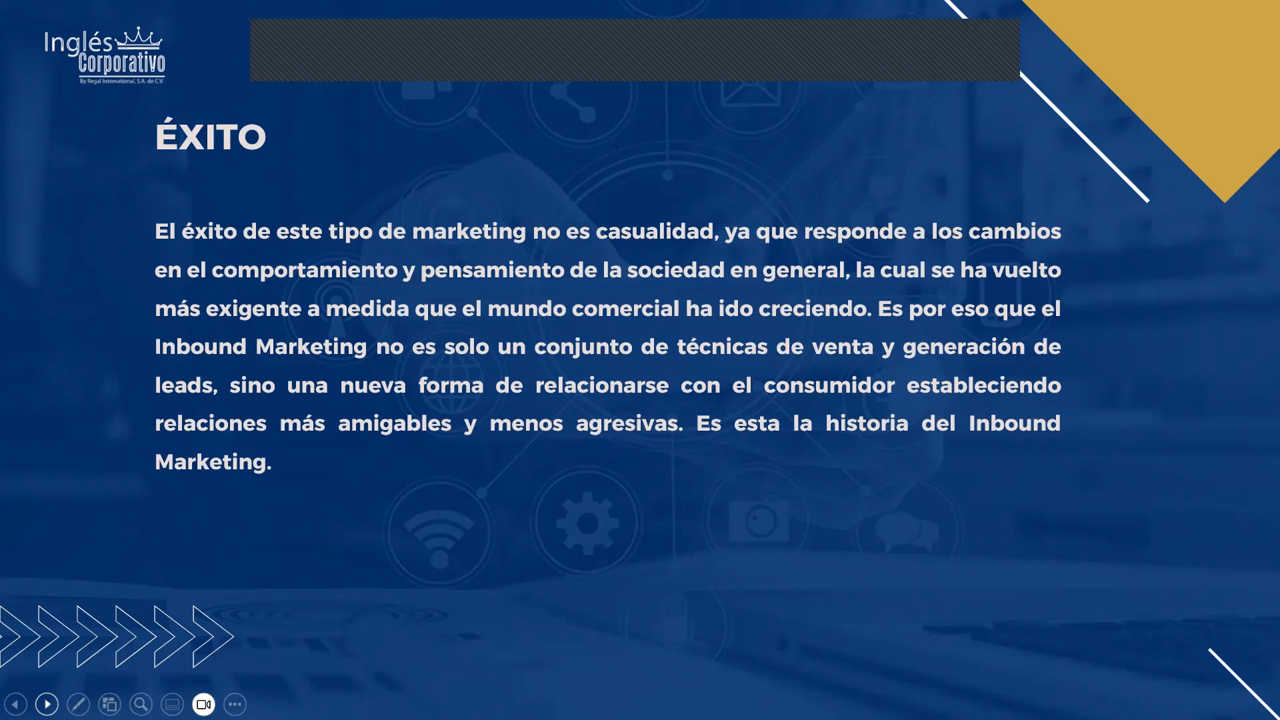 Inglés
Corporativo
By Regal International, S.A. de C.V.
ÉXITO
El éxito de este tipo de marketing no es casualidad, ya que responde a los cambios
en el comportamiento y pensamiento de la sociedad en general, la cual se ha vuelto
más exigente a medida que el mundo comercial ha ido creciendo. Es por eso que el
Inbound Marketing no es solo un conjunto de técnicas de venta y generación de
leads, sino una nueva forma de relacionarse con el consumidor estableciendo
relaciones más amigables y menos agresivas. Es esta la historia del Inbound
Marketing.